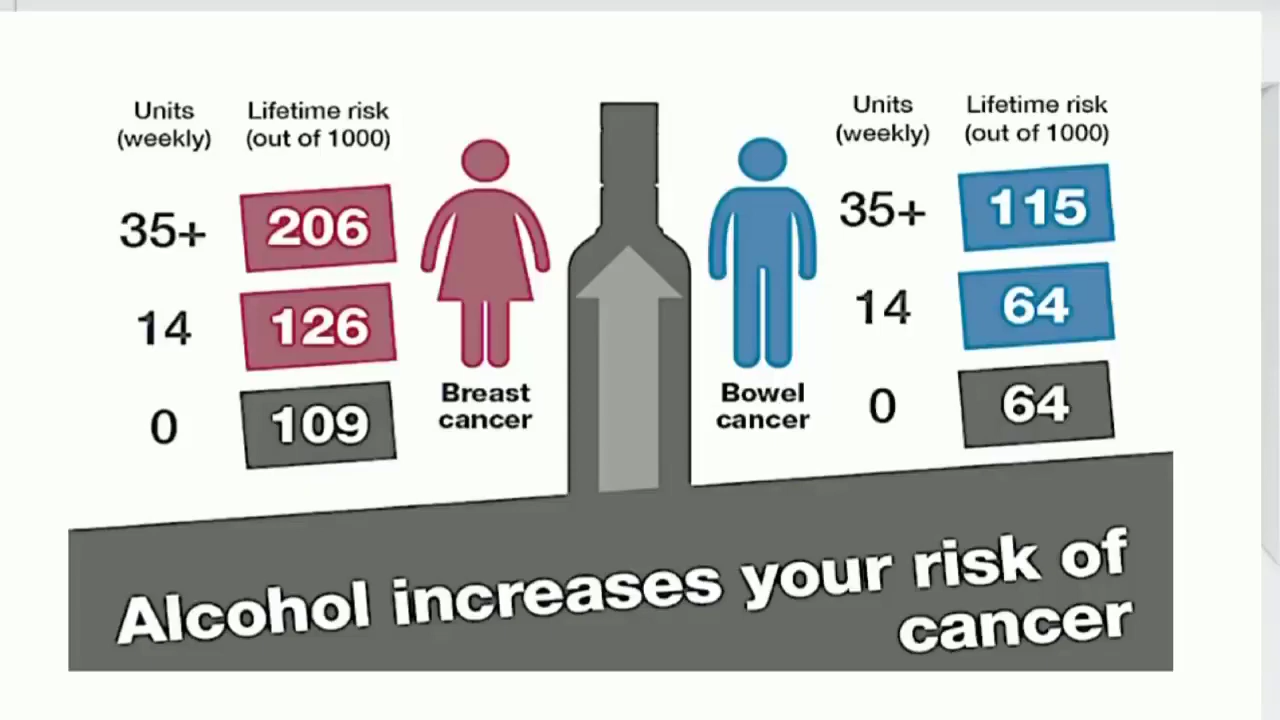 Units Lifetime risk
(weekly) (out of 1000)
35+ 206
14 126
0 109
Breast
cancer
Units Lifetime risk
(weekly) (out of 1000)
35+ 115
14 64
0 64
Bowel
cancer
Alcohol increases your risk of
cancer